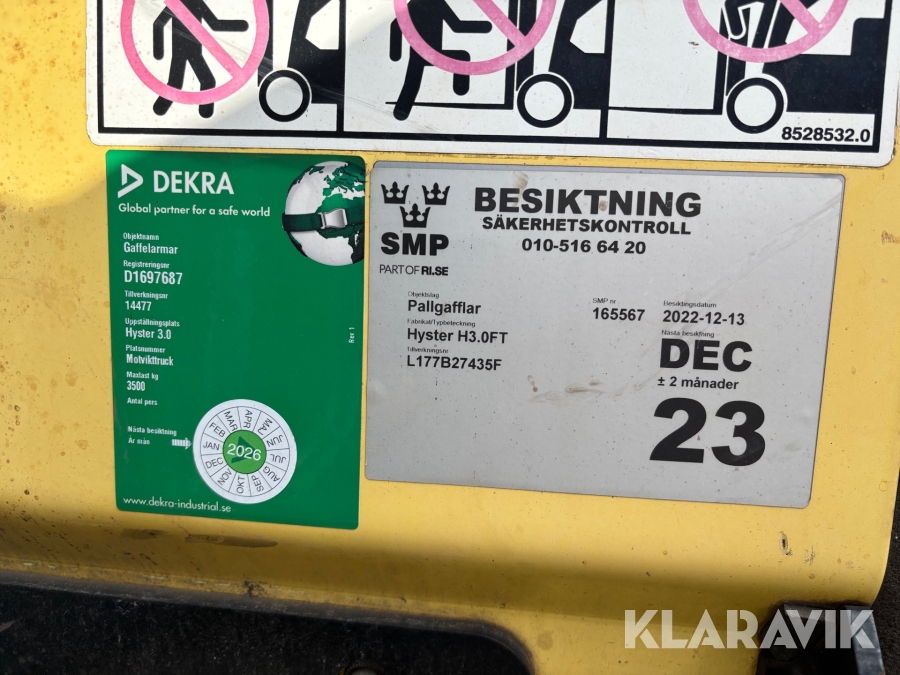 8528532.0
DEKRA
Global partner for a safe world
Objektnamn
Gaffelarmar
Registreringsnr
D1697687
Tillverkningsnr
14477
Uppställningsplats
Hyster 3.0
Platsnummer
Motvikttruck
Maxlast kg
3500
Antal pers
Rev 1
Nästa besiktning
År mån
JAN FEB MAR APR MAJ JUN JUL AUG SEP OKT NOV DEC
2026
www.dekra-industrial.se
SMP
PART OF RI.SE
BESIKTNING
SÄKERHETSKONTROLL
010-516 64 20
Objektslag
Pallgafflar
Fabrikat/Typbeteckning
Hyster H3.0FT
Tillverkningsnr
L177B27435F
SMP nr
165567
Besiktningsdatum
2022-12-13
Nästa besiktning
DEC
± 2 månader
23
KLARAVIK